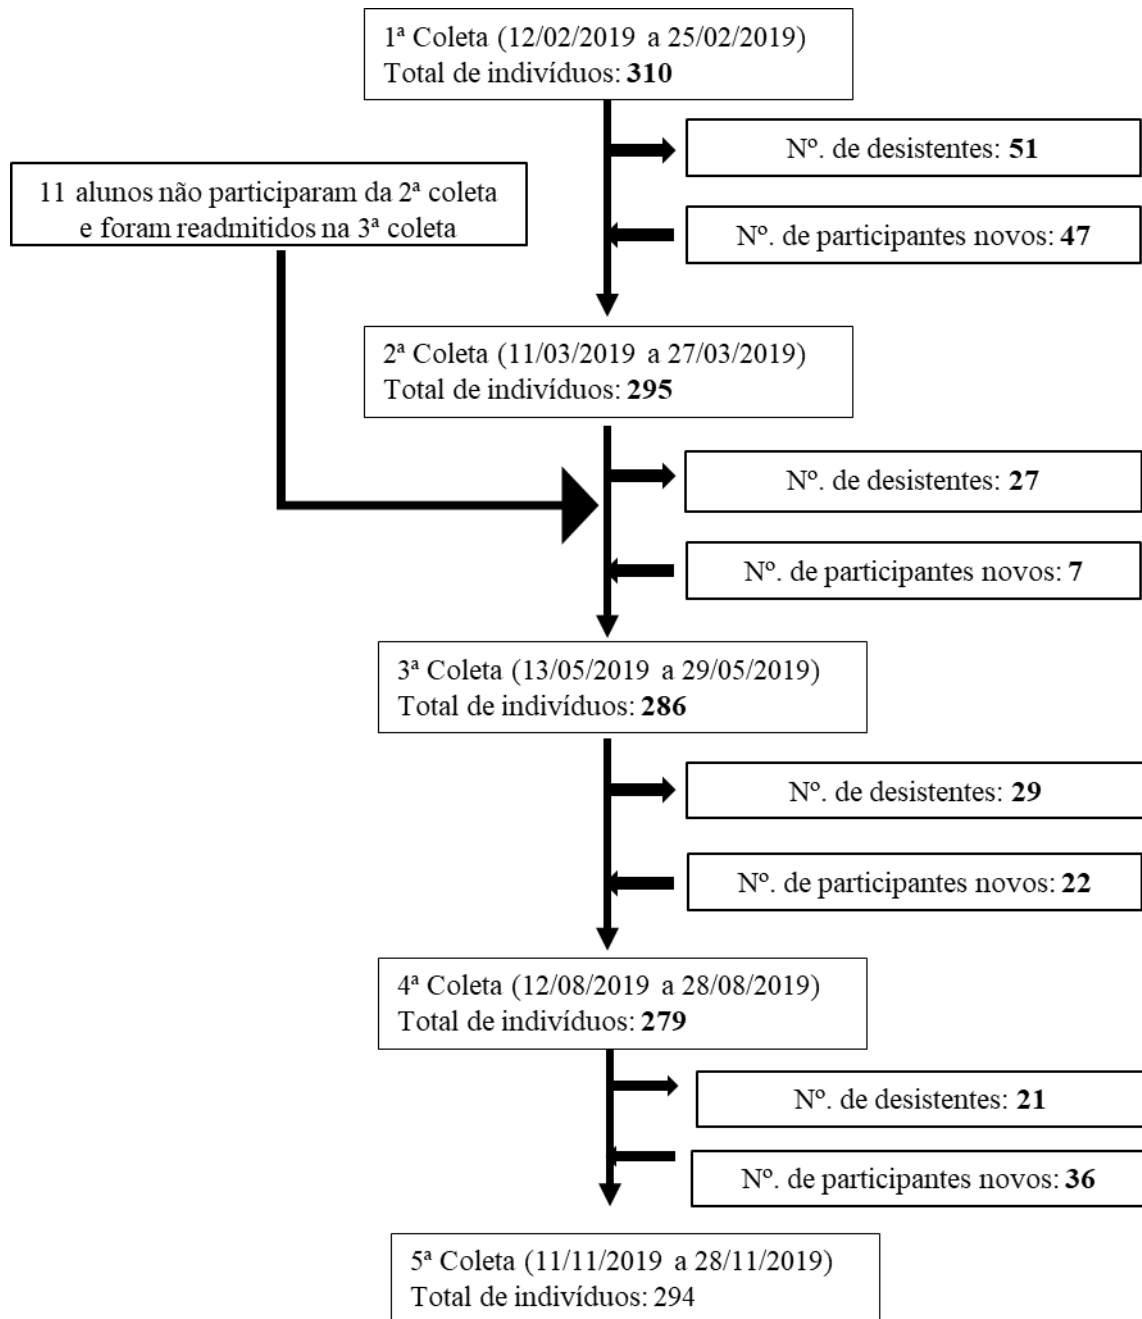 1ª Coleta (12/02/2019 a 25/02/2019)
Total de indivíduos: 310
Nº. de desistentes: 51
11 alunos não participaram da 2ª coleta
e foram readmitidos na 3ª coleta
Nº. de participantes novos: 47
2ª Coleta (11/03/2019 a 27/03/2019)
Total de indivíduos: 295
Nº. de desistentes: 27
Nº. de participantes novos: 7
3ª Coleta (13/05/2019 a 29/05/2019)
Total de indivíduos: 286
Nº. de desistentes: 29
Nº. de participantes novos: 22
4ª Coleta (12/08/2019 a 28/08/2019)
Total de indivíduos: 279
Nº. de desistentes: 21
Nº. de participantes novos: 36
5ª Coleta (11/11/2019 a 28/11/2019)
Total de indivíduos: 294